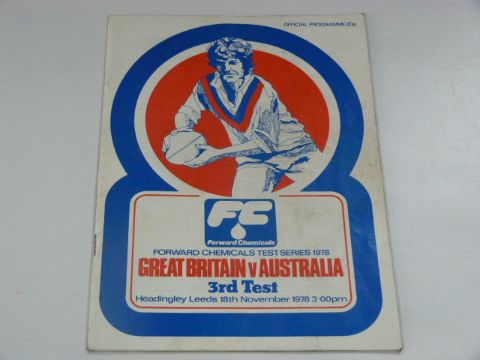 OFFICIAL PROGRAMME 20p
FC
Forward Chemicals
FORWARD CHEMICALS TEST SERIES 1978
GREAT BRITAIN v AUSTRALIA
3rd Test
Headingley Leeds 18th November 1978 3·00pm